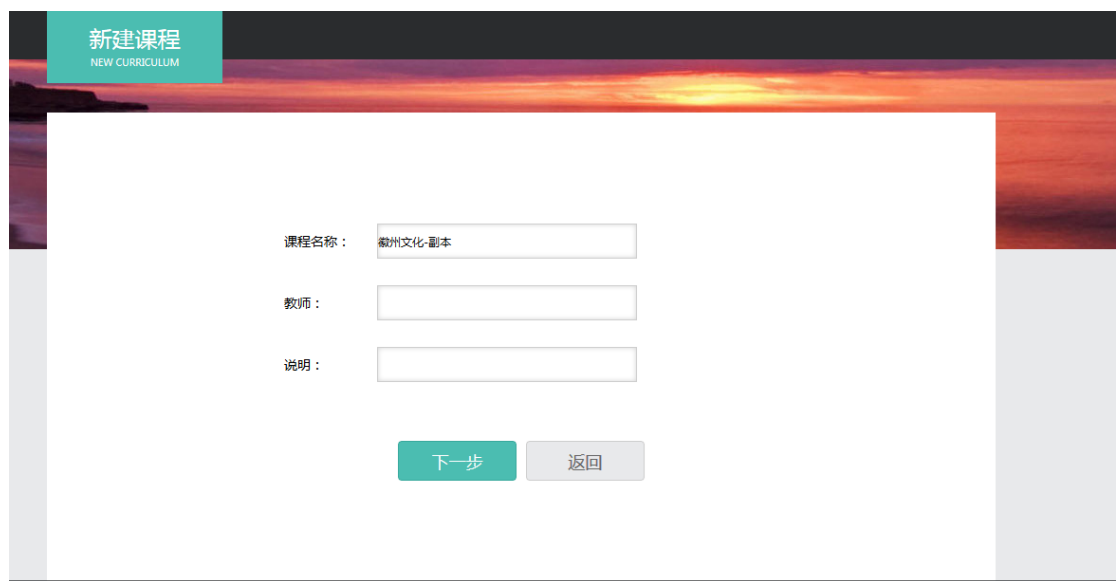 新建课程
NEW CURRICULUM
课程名称： 徽州文化-副本
教师：
说明：
下一步 返回